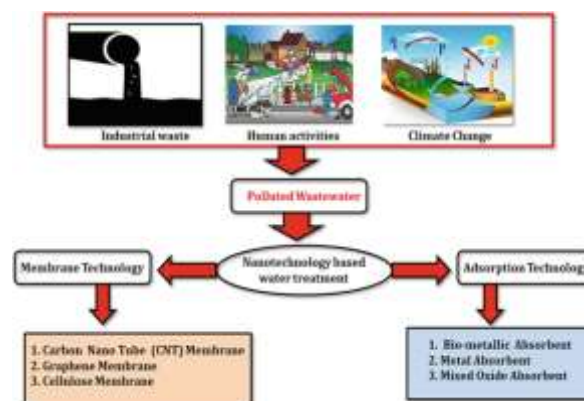 Industrial waste
Human activities
Climate Change
Polluted Wastewater
Nanotechnology based
water treatment
Membrane Technology
Adsorption Technology
1. Carbon Nano Tube (CNT) Membrane
2. Graphene Membrane
3. Cellulose Membrane
1. Bio-metallic Absorbent
2. Metal Absorbent
3. Mixed Oxide Absorbent